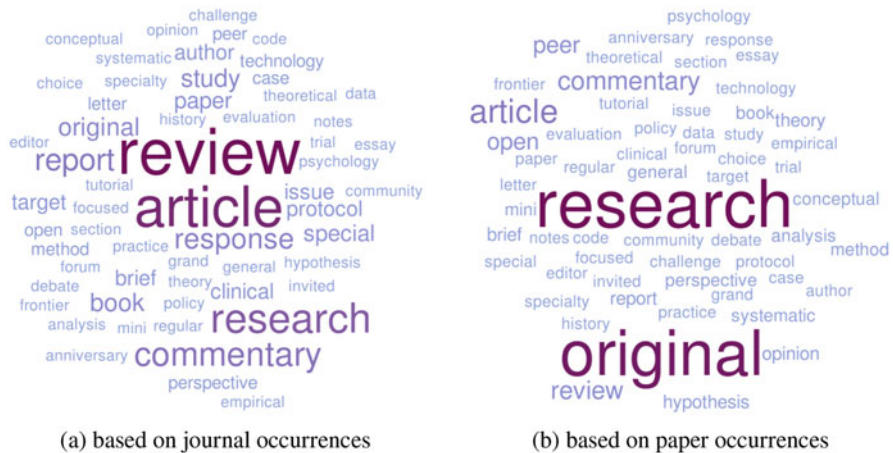 challenge
opinion peer code
conceptual author
systematic technology
study case
choice specialty
paper theoretical data
letter
history evaluation notes
original
trial
editor review essay
report psychology
tutorial
article issue community
target focused protocol
open section response special
method practice
grand general hypothesis
forum
brief theory invited
debate clinical
frontier book policy
research
analysis mini regular
anniversary commentary
perspective
empirical
(a) based on journal occurrences
psychology
anniversary response
peer
theoretical section essay
frontier commentary technology
article tutorial issue book theory
open evaluation policy data study empirical
paper clinical forum choice
regular general target trial
letter
research conceptual
mini
brief notes code community debate analysis
method
special focused challenge protocol
editor invited perspective case
specialty report grand author
practice systematic
history
original opinion
review
hypothesis
(b) based on paper occurrences